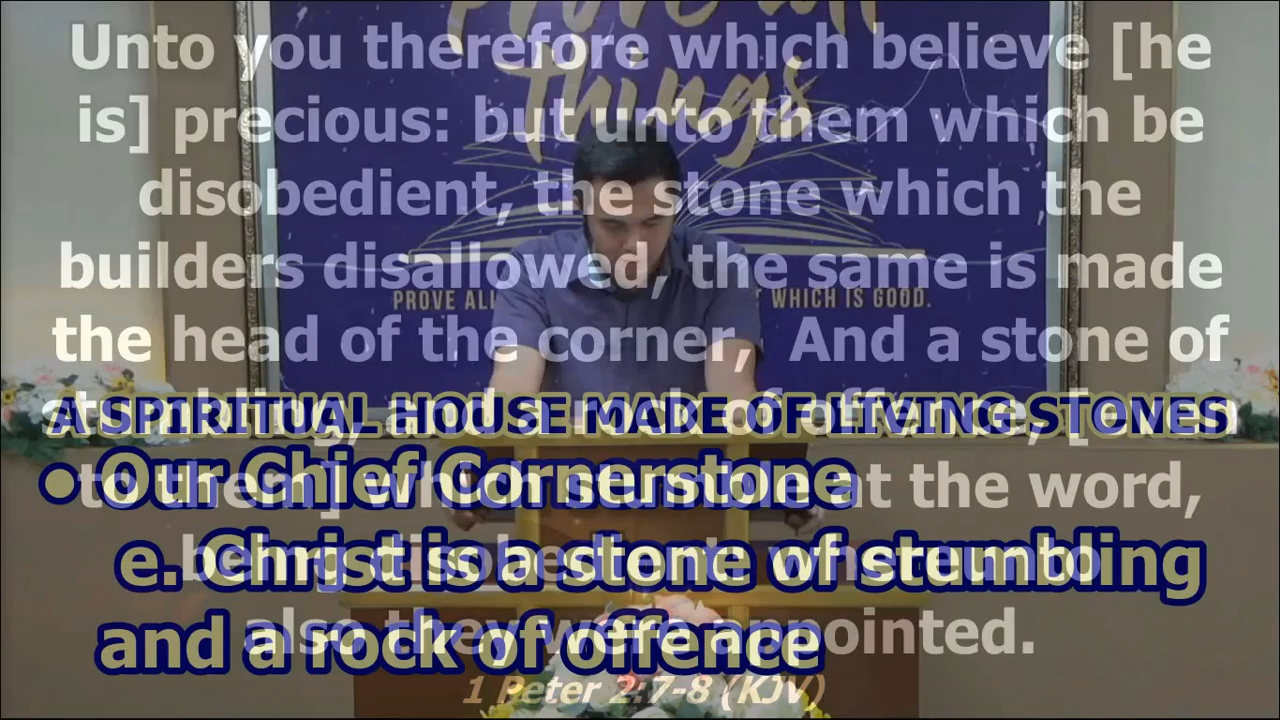 Prove all
Things
Unto you therefore which believe [he
is] precious: but unto them which be
disobedient, the stone which the
builders disallowed, the same is made
PROVE ALL WHICH IS GOOD.
the head of the corner, And a stone of
stumbling, and a rock of offence, [even
A SPIRITUAL HOUSE MADE OF LIVING STONES
to them] which stumble at the word,
• Our Chief Cornerstone
being disobedient: whereunto
e. Christ is a stone of stumbling
also they were appointed.
and a rock of offence
1 Peter 2:7-8 (KJV)